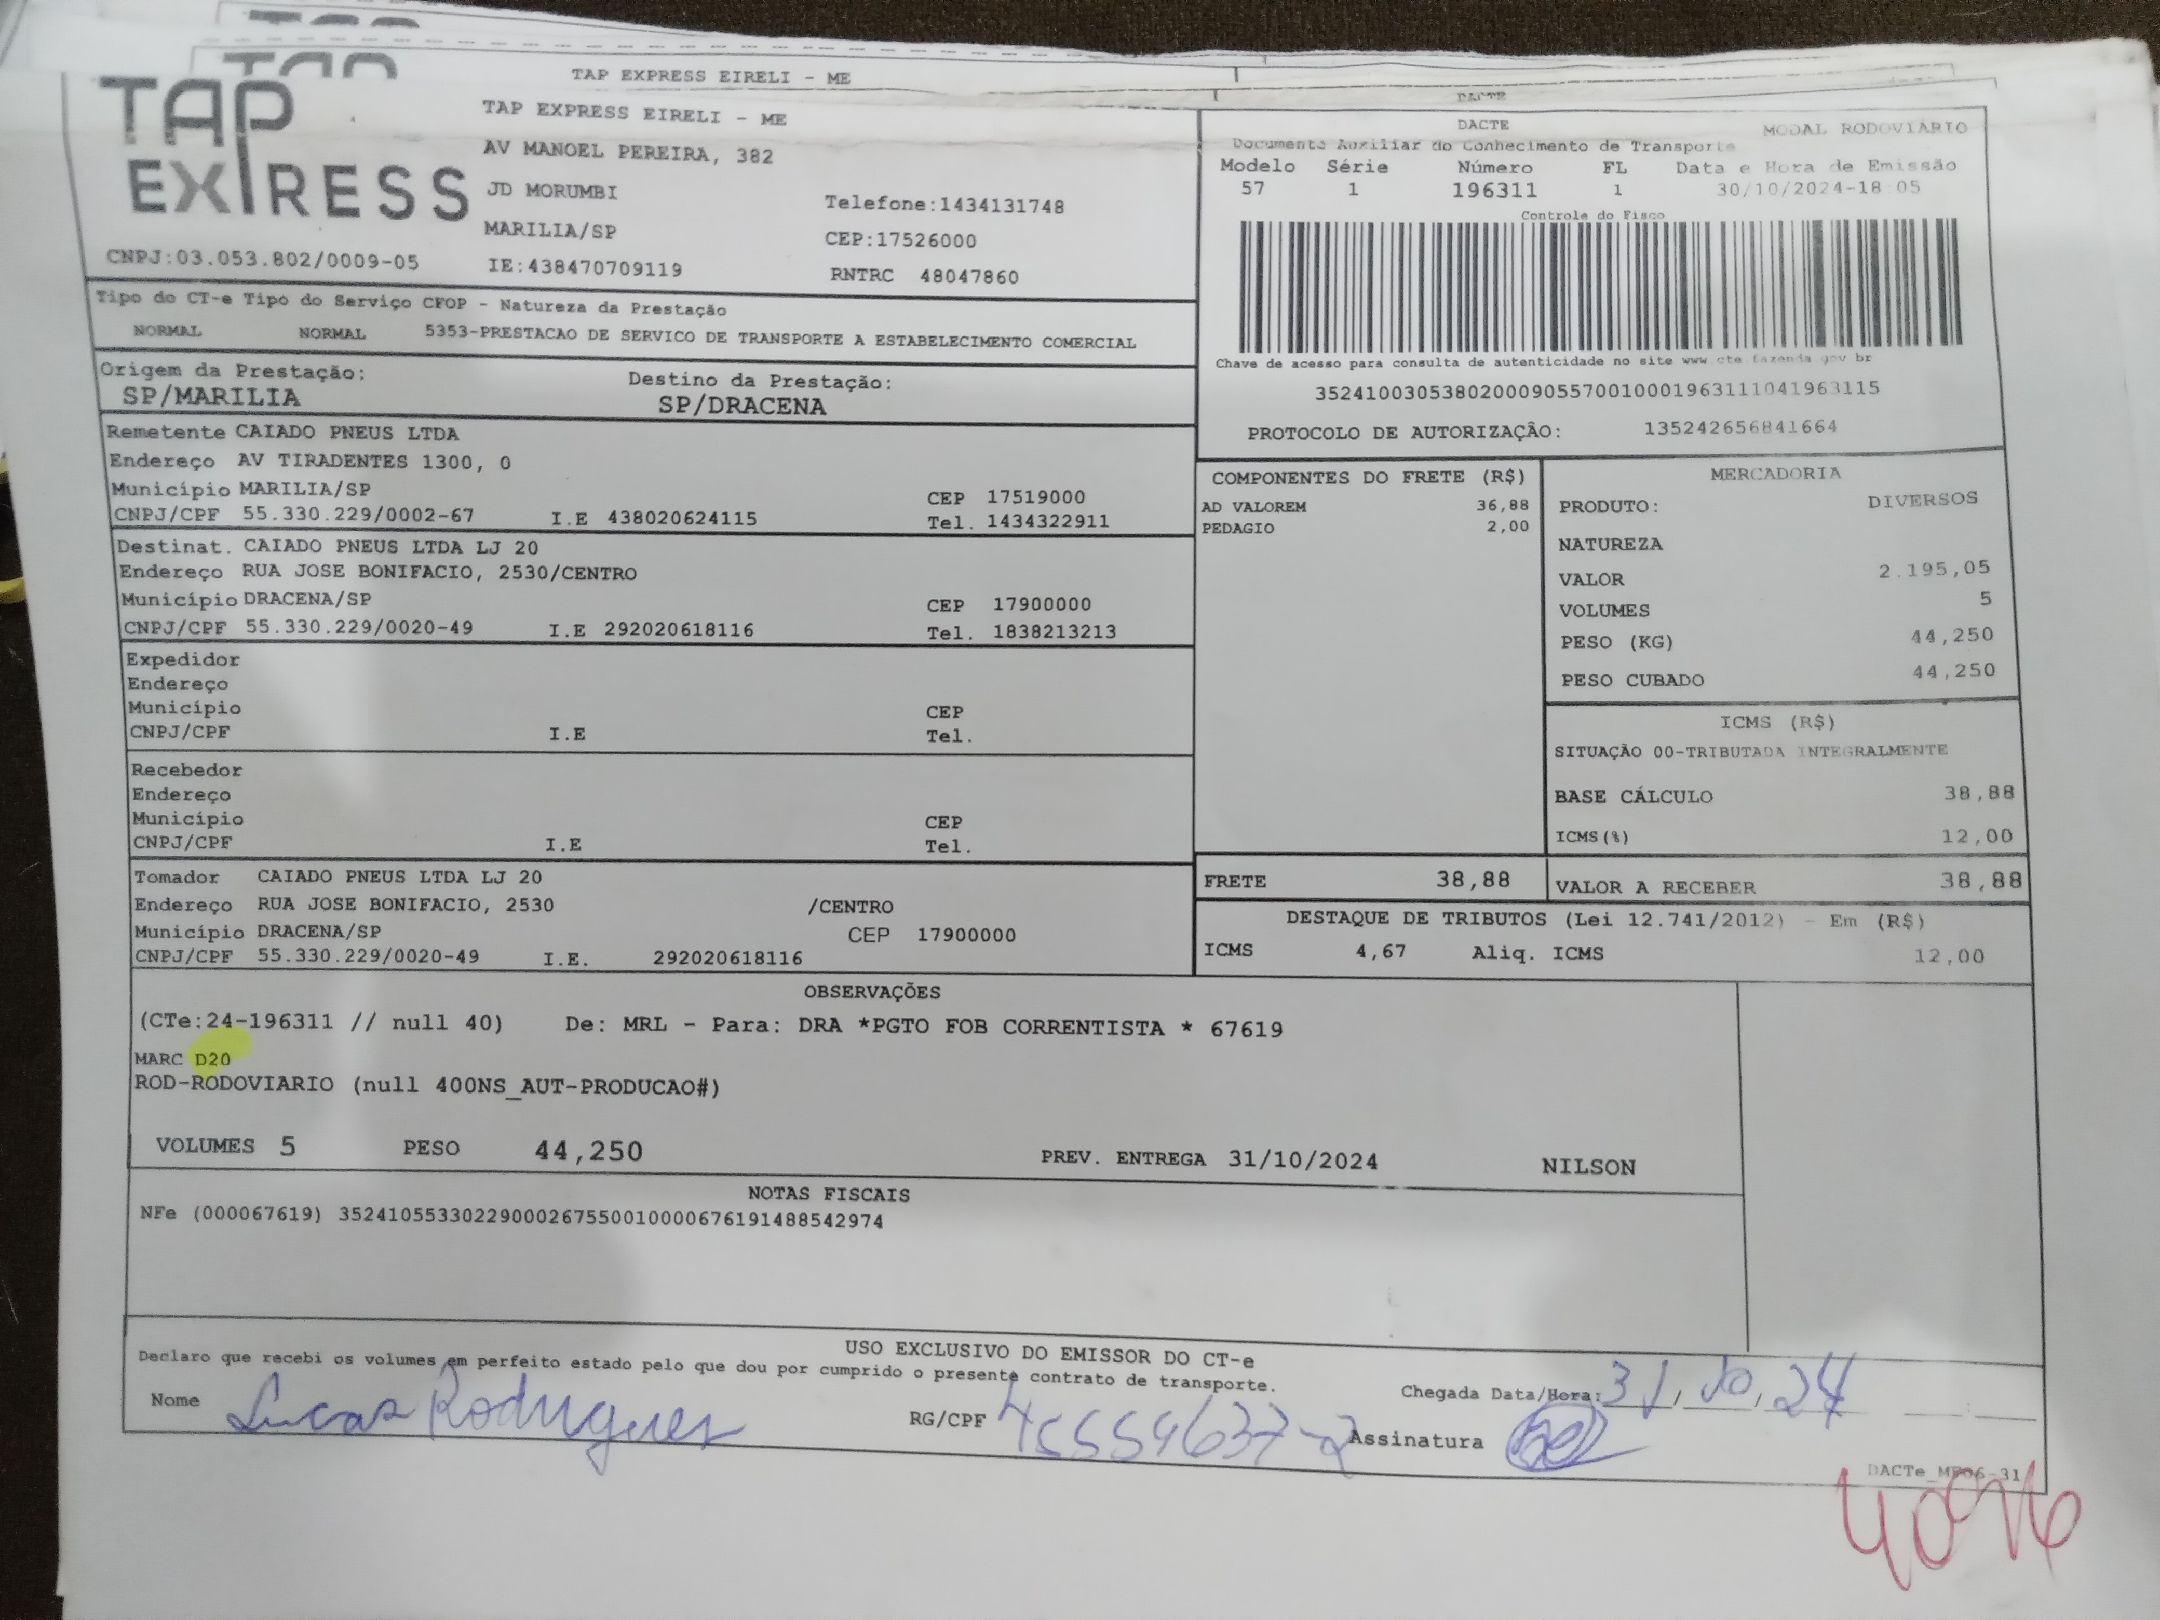 TAP EXPRESS EIRELI - ME
TAP EXPRESS
TAP EXPRESS EIRELI - ME
AV MANOEL PEREIRA, 382
JD MORUMBI
Telefone:1434131748
MARILIA/SP
CEP:17526000
CNPJ:03.053.802/0009-05
IE:438470709119
RNTRC 48047860
DACTE
DACTE
MODAL RODOVIÁRIO
Documento Auxiliar do Conhecimento de Transporte
Modelo Série Número FL Data e Hora de Emissão
57 1 196311 1 30/10/2024-18:05
Controle do Fisco
Chave de acesso para consulta de autenticidade no site www.cte.fazenda.gov br
35241003053802000905570010001963111041963115
PROTOCOLO DE AUTORIZAÇÃO: 135242656841664
Tipo do CT-e Tipo do Serviço CFOP - Natureza da Prestação
NORMAL NORMAL 5353-PRESTACAO DE SERVICO DE TRANSPORTE A ESTABELECIMENTO COMERCIAL
Origem da Prestação: Destino da Prestação:
SP/MARILIA SP/DRACENA
Remetente CAIADO PNEUS LTDA
Endereço AV TIRADENTES 1300, 0
Município MARILIA/SP CEP 17519000
CNPJ/CPF 55.330.229/0002-67 I.E 438020624115 Tel. 1434322911
Destinat. CAIADO PNEUS LTDA LJ 20
Endereço RUA JOSE BONIFACIO, 2530/CENTRO
Município DRACENA/SP CEP 17900000
CNPJ/CPF 55.330.229/0020-49 I.E 292020618116 Tel. 1838213213
Expedidor
Endereço
Município CEP
CNPJ/CPF I.E Tel.
Recebedor
Endereço
Município CEP
CNPJ/CPF I.E Tel.
Tomador CAIADO PNEUS LTDA LJ 20
Endereço RUA JOSE BONIFACIO, 2530 /CENTRO
Município DRACENA/SP CEP 17900000
CNPJ/CPF 55.330.229/0020-49 I.E. 292020618116
COMPONENTES DO FRETE (R$)
AD VALOREM 36,88
PEDAGIO 2,00
MERCADORIA
PRODUTO: DIVERSOS
NATUREZA
VALOR 2.195,05
VOLUMES 5
PESO (KG) 44,250
PESO CUBADO 44,250
ICMS (R$)
SITUAÇÃO 00-TRIBUTADA INTEGRALMENTE
BASE CÁLCULO 38,88
ICMS(%) 12,00
FRETE 38,88 VALOR A RECEBER 38,88
DESTAQUE DE TRIBUTOS (Lei 12.741/2012) - Em (R$)
ICMS 4,67 Aliq. ICMS 12,00
OBSERVAÇÕES
(CTe:24-196311 // null 40) De: MRL - Para: DRA *PGTO FOB CORRENTISTA * 67619
MARC D20
ROD-RODOVIARIO (null 400NS_AUT-PRODUCAO#)
VOLUMES 5 PESO 44,250 PREV. ENTREGA 31/10/2024 NILSON
NOTAS FISCAIS
NFe (000067619) 35241055330229000267550010000676191488542974
USO EXCLUSIVO DO EMISSOR DO CT-e
Declaro que recebi os volumes em perfeito estado pelo que dou por cumprido o presente contrato de transporte.
Chegada Data/Hora: 31, 10, 24
Nome Lucas Rodrigues RG/CPF 45559637-2 Assinatura